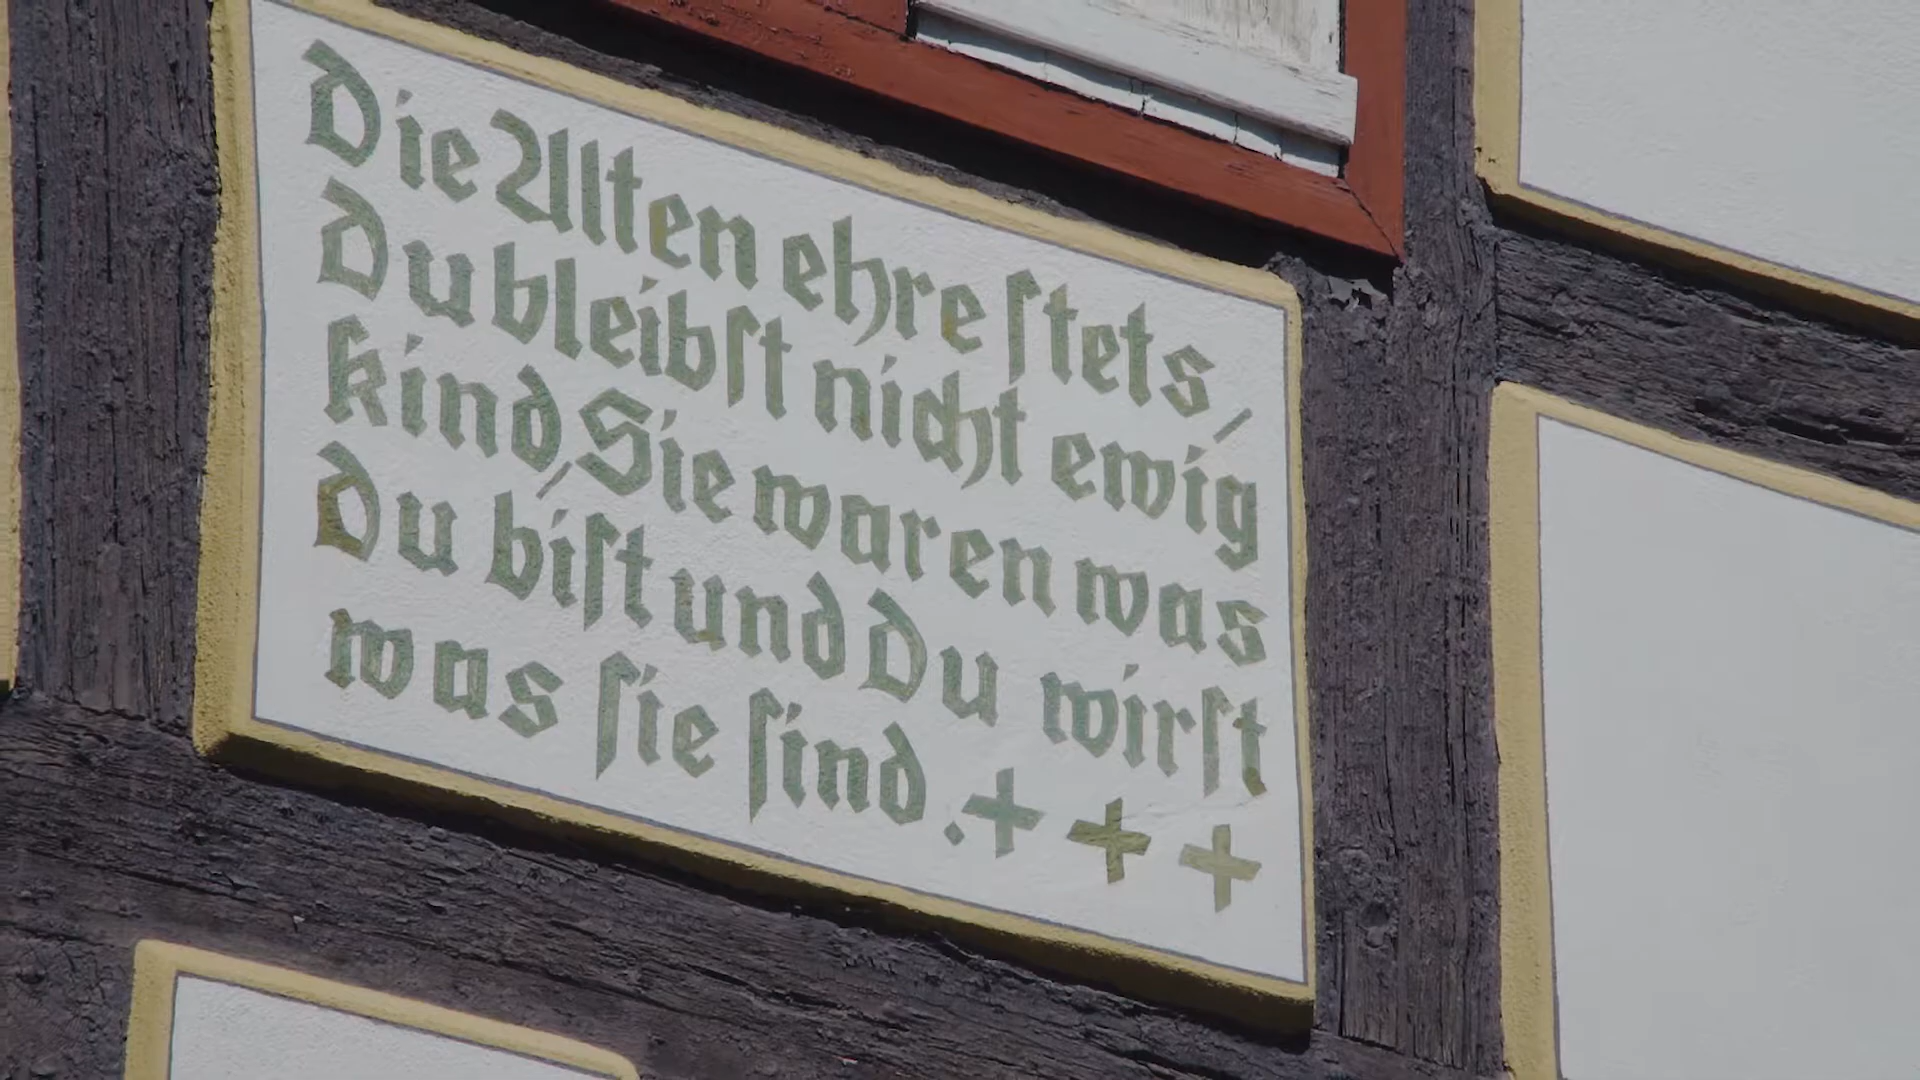 Die Alten ehre ſtets/
Du bleibſt nicht ewig
kind/Sie waren was
Du biſt und Du wirſt
was ſie ſind.+++